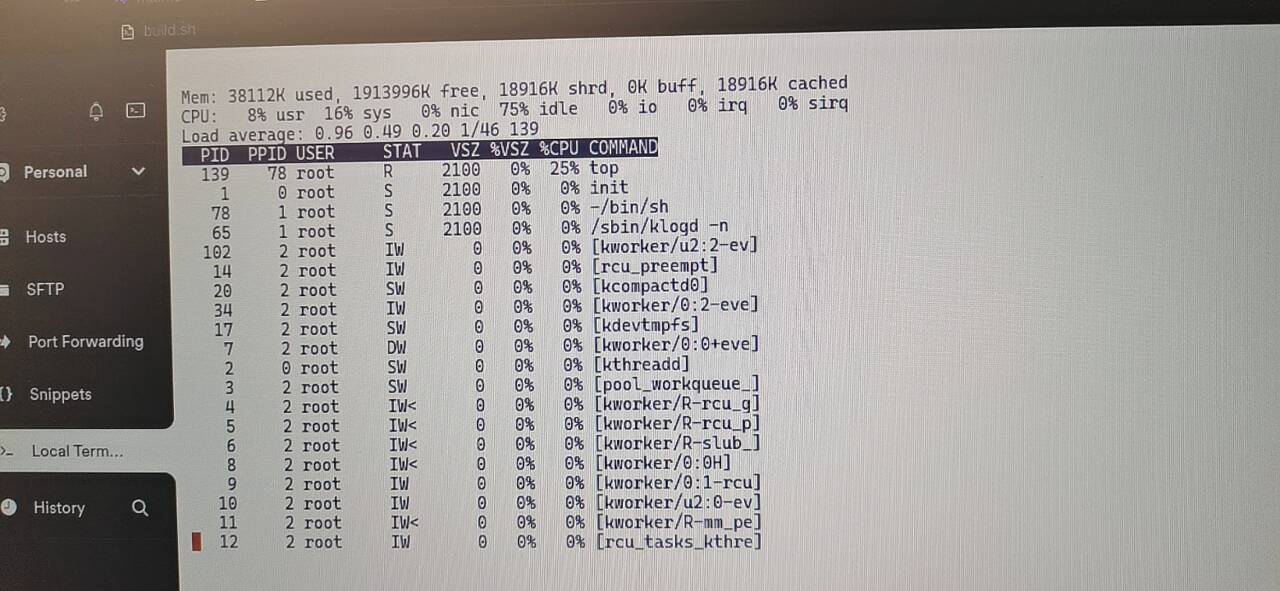 build.sh
Personal
Hosts
SFTP
Port Forwarding
Snippets
Local Term...
History
Mem: 38112K used, 1913996K free, 18916K shrd, 0K buff, 18916K cached
CPU:   8% usr  16% sys   0% nic  75% idle   0% io   0% irq   0% sirq
Load average: 0.96 0.49 0.20 1/46 139
PID  PPID USER     STAT   VSZ %VSZ %CPU COMMAND
139    78 root     R     2100   0%  25% top
1     0 root     S     2100   0%   0% init
78     1 root     S     2100   0%   0% -/bin/sh
65     1 root     S     2100   0%   0% /sbin/klogd -n
102     2 root     IW       0   0%   0% [kworker/u2:2-ev]
14     2 root     IW       0   0%   0% [rcu_preempt]
20     2 root     SW       0   0%   0% [kcompactd0]
34     2 root     IW       0   0%   0% [kworker/0:2-eve]
17     2 root     SW       0   0%   0% [kdevtmpfs]
7     2 root     DW       0   0%   0% [kworker/0:0+eve]
2     0 root     SW       0   0%   0% [kthreadd]
3     2 root     SW       0   0%   0% [pool_workqueue_]
4     2 root     IW<      0   0%   0% [kworker/R-rcu_g]
5     2 root     IW<      0   0%   0% [kworker/R-rcu_p]
6     2 root     IW<      0   0%   0% [kworker/R-slub_]
8     2 root     IW<      0   0%   0% [kworker/0:0H]
9     2 root     IW       0   0%   0% [kworker/0:1-rcu]
10     2 root     IW       0   0%   0% [kworker/u2:0-ev]
11     2 root     IW<      0   0%   0% [kworker/R-mm_pe]
12     2 root     IW       0   0%   0% [rcu_tasks_kthre]